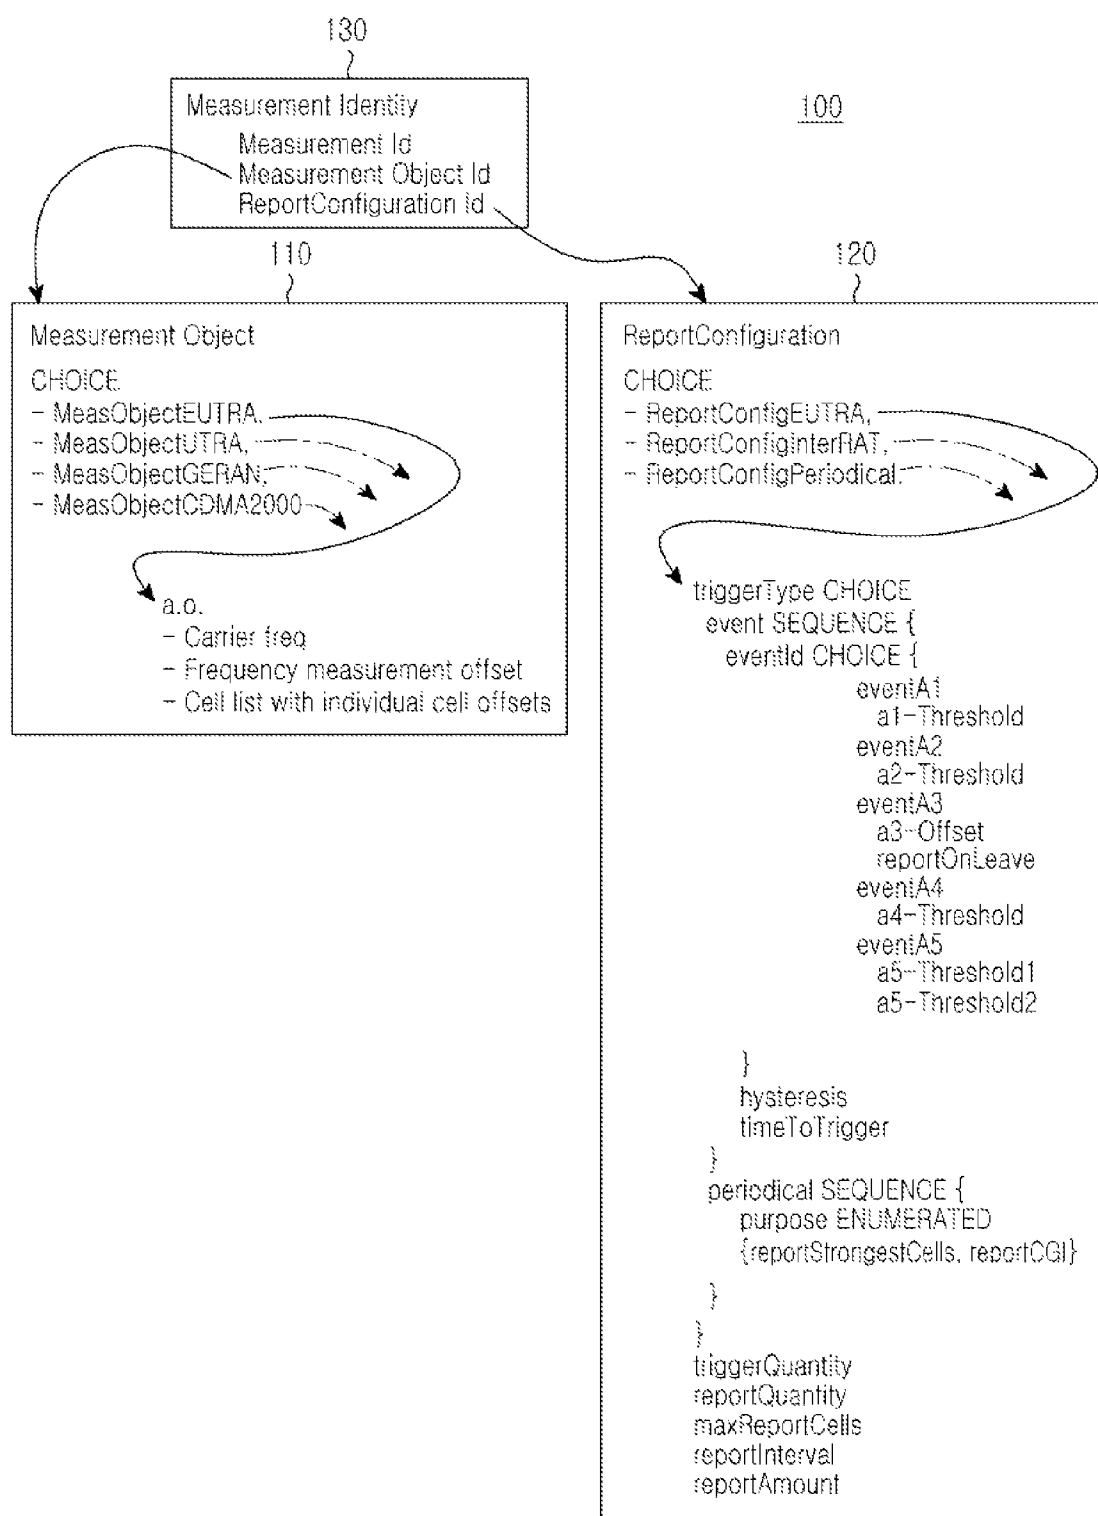 130
Measurement Identity
100
Measurement Id
Measurement Object Id
ReportConfiguration Id
110
120
Measurement Object
CHOICE
- MeasObjectEUTRA,
- MeasObjectUTRA,
- MeasObjectGERAN,
- MeasObjectCDMA2000
a.o.
- Carrier freq
- Frequency measurement offset
- Cell list with individual cell offsets
ReportConfiguration
CHOICE
- ReportConfigEUTRA,
- ReportConfigInterRAT,
- ReportConfigPeriodical.
triggerType CHOICE
event SEQUENCE {
eventId CHOICE {
eventA1
a1-Threshold
eventA2
a2-Threshold
eventA3
a3-Offset
reportOnLeave
eventA4
a4-Threshold
eventA5
a5-Threshold1
a5-Threshold2
}
hysteresis
timeToTrigger
}
periodical SEQUENCE {
purpose ENUMERATED
{reportStrongestCells, reportCGI}
}
}
triggerQuantity
reportQuantity
maxReportCells
reportInterval
reportAmount